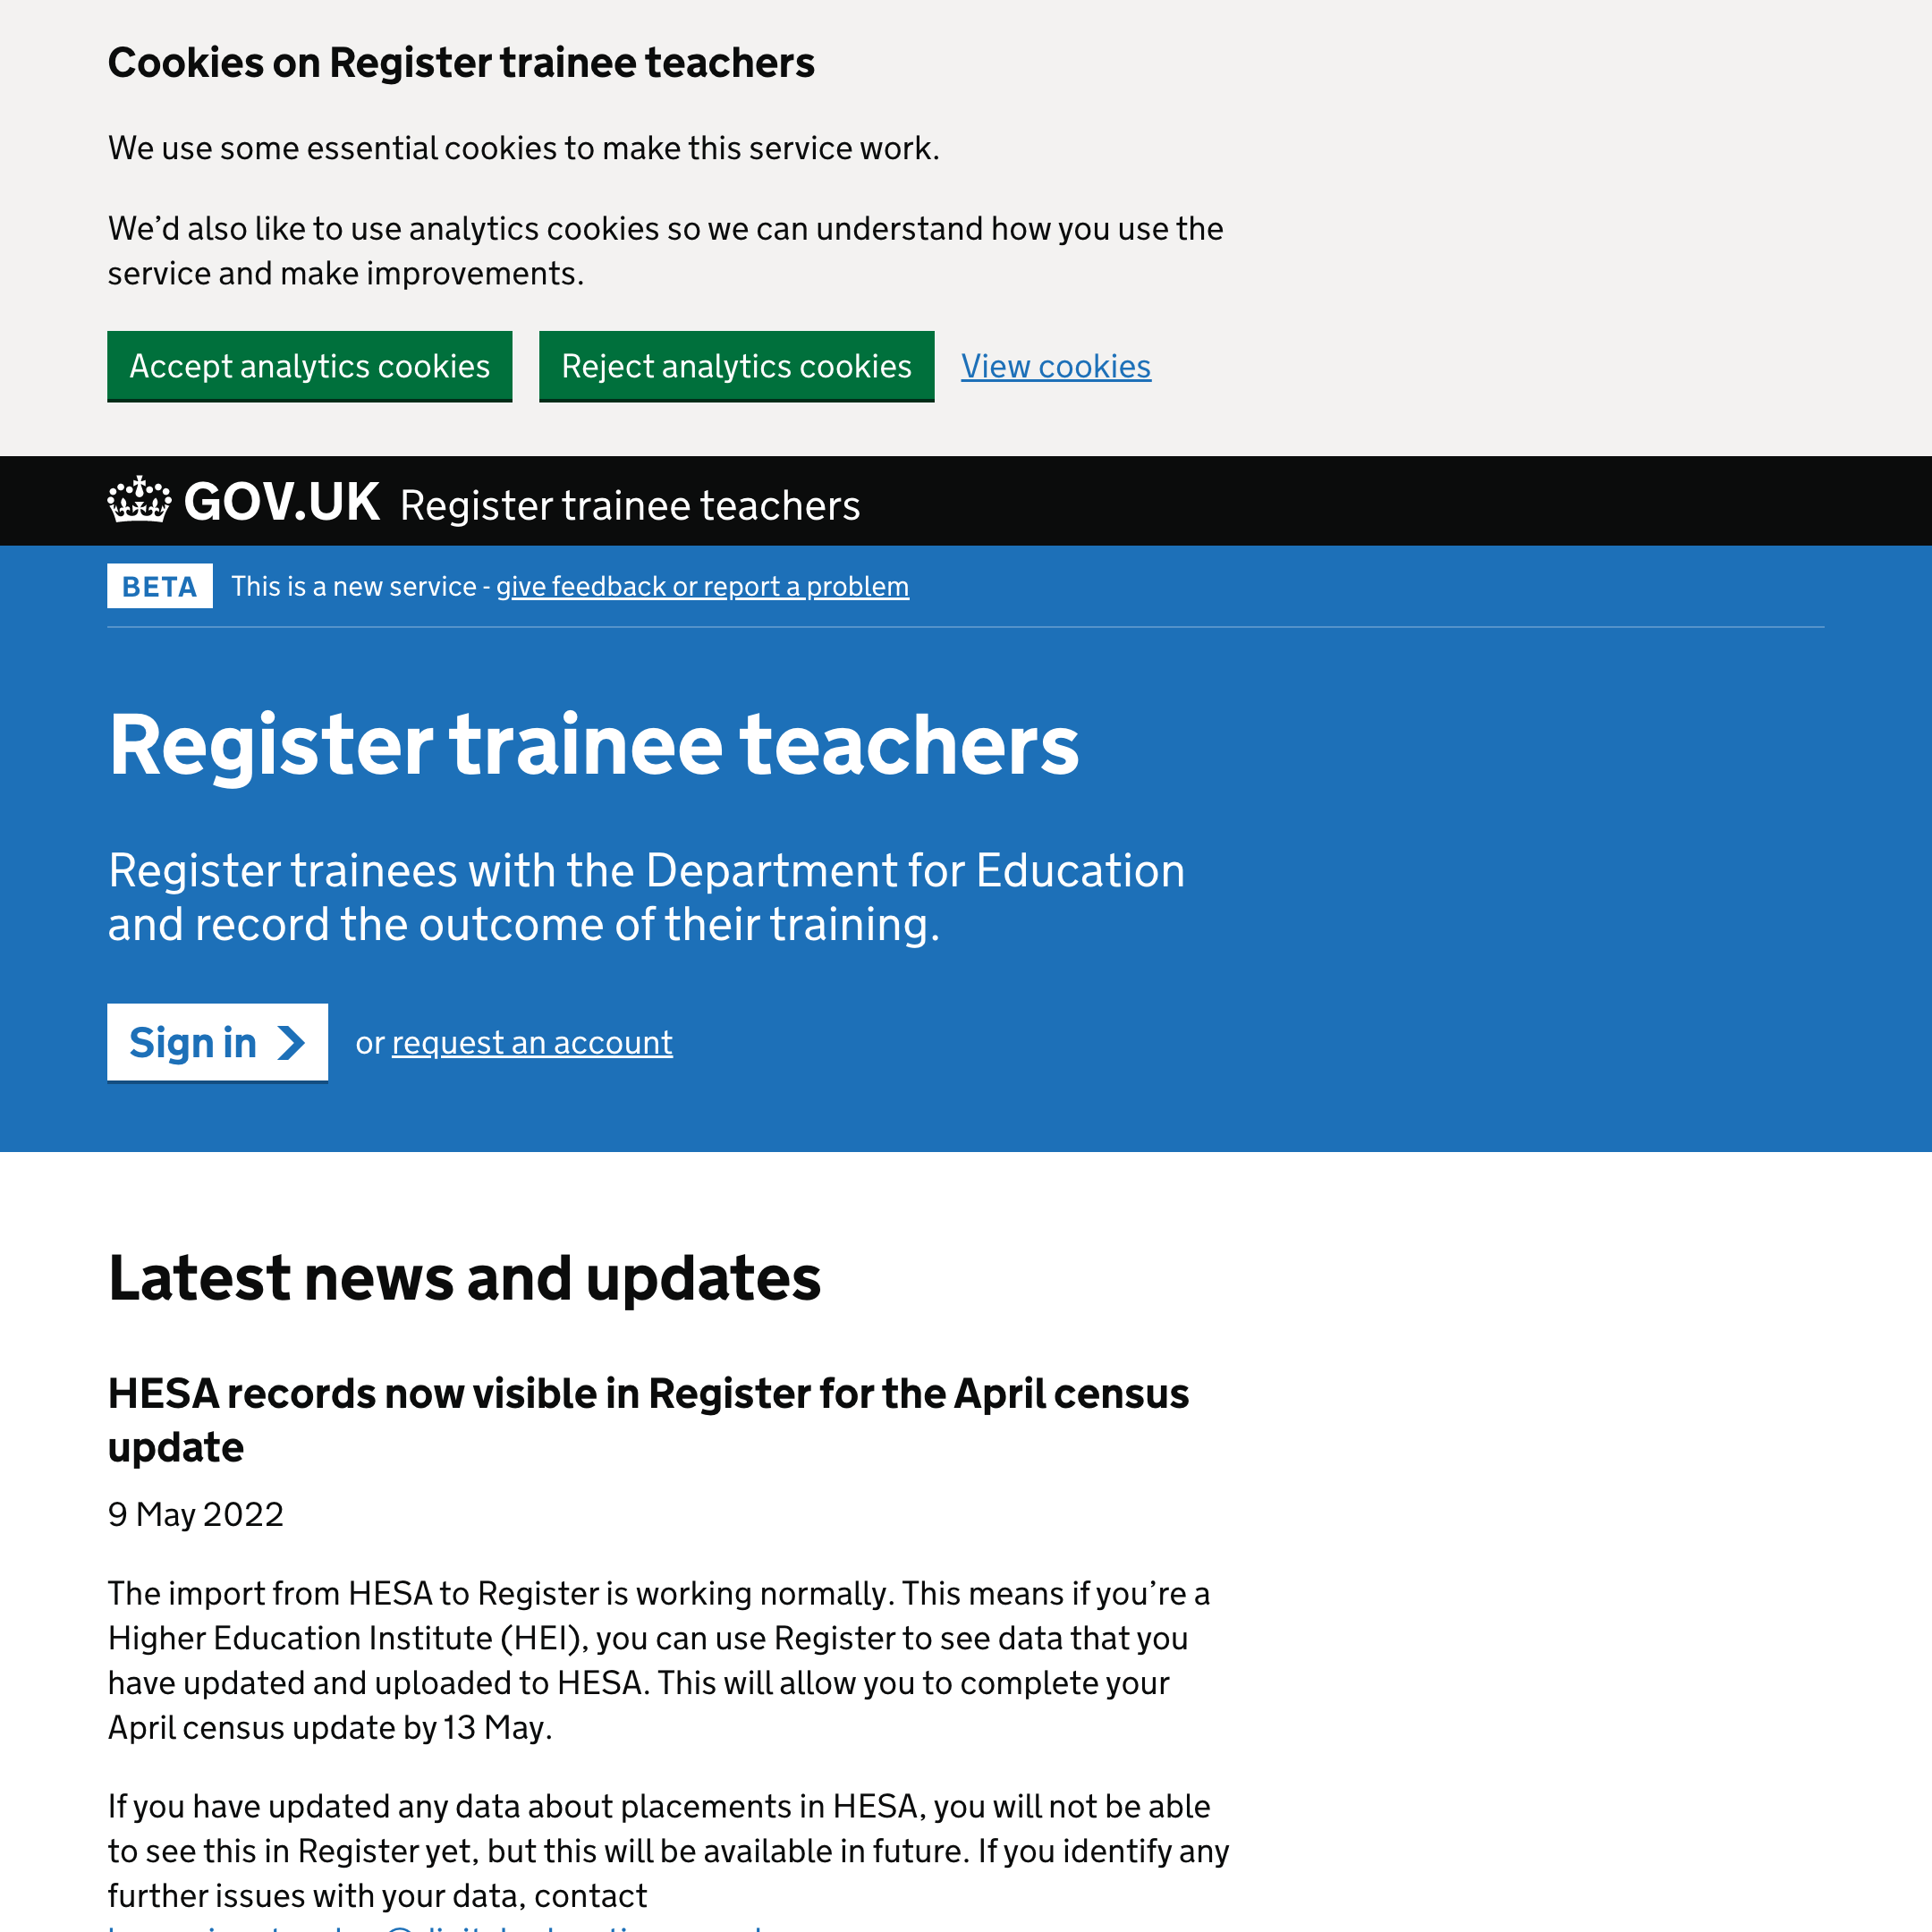 Cookies on Register trainee teachers
We use some essential cookies to make this service work.
We’d also like to use analytics cookies so we can understand how you use the
service and make improvements.
Accept analytics cookies
Reject analytics cookies
View cookies
GOV.UK Register trainee teachers
BETA This is a new service - give feedback or report a problem
Register trainee teachers
Register trainees with the Department for Education
and record the outcome of their training.
Sign in or request an account
Latest news and updates
HESA records now visible in Register for the April census
update
9 May 2022
The import from HESA to Register is working normally. This means if you’re a
Higher Education Institute (HEI), you can use Register to see data that you
have updated and uploaded to HESA. This will allow you to complete your
April census update by 13 May.
If you have updated any data about placements in HESA, you will not be able
to see this in Register yet, but this will be available in future. If you identify any
further issues with your data, contact